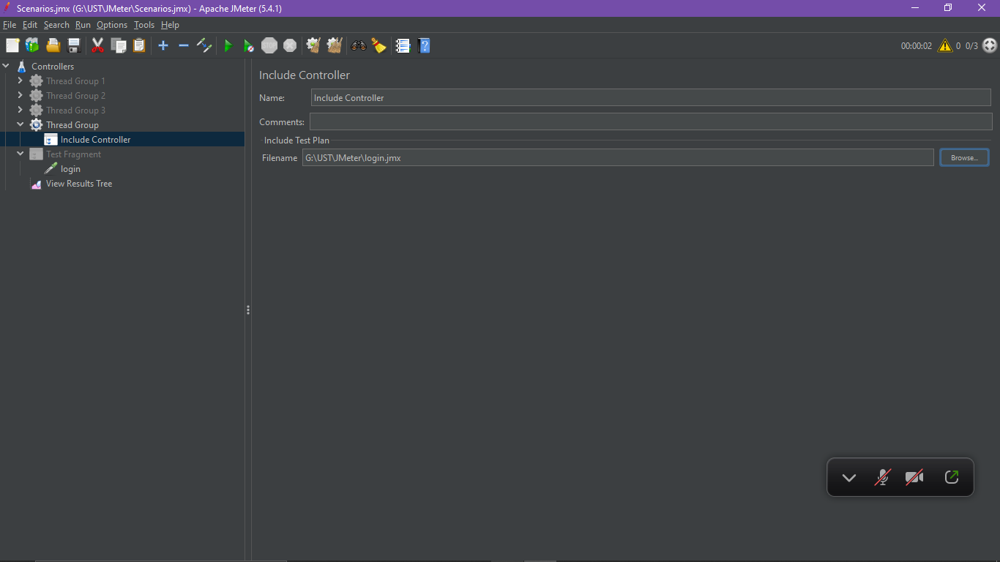 Scenarios.jmx (G:\UST\JMeter\Scenarios.jmx) - Apache JMeter (5.4.1)
File Edit Search Run Options Tools Help
STOP
00:00:02 0 0/3
Controllers
Thread Group 1
Thread Group 2
Thread Group 3
Thread Group
Include Controller
Test Fragment
login
View Results Tree
Include Controller
Name: Include Controller
Comments:
Include Test Plan
Filename G:\UST\JMeter\login.jmx Browse...